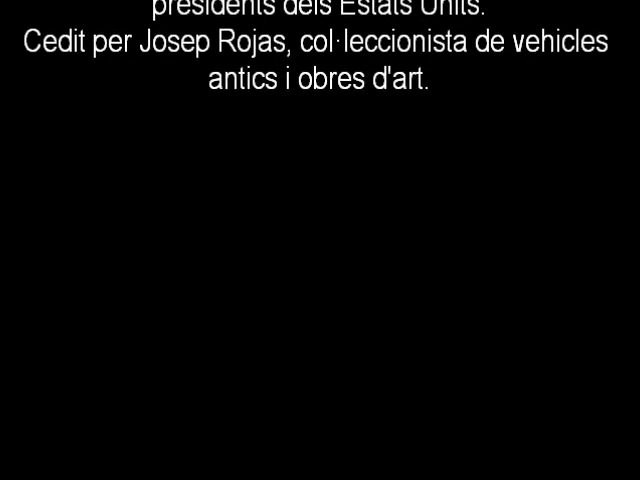 presidents dels Estats Units.
Cedit per Josep Rojas, col·leccionista de vehicles
antics i obres d'art.